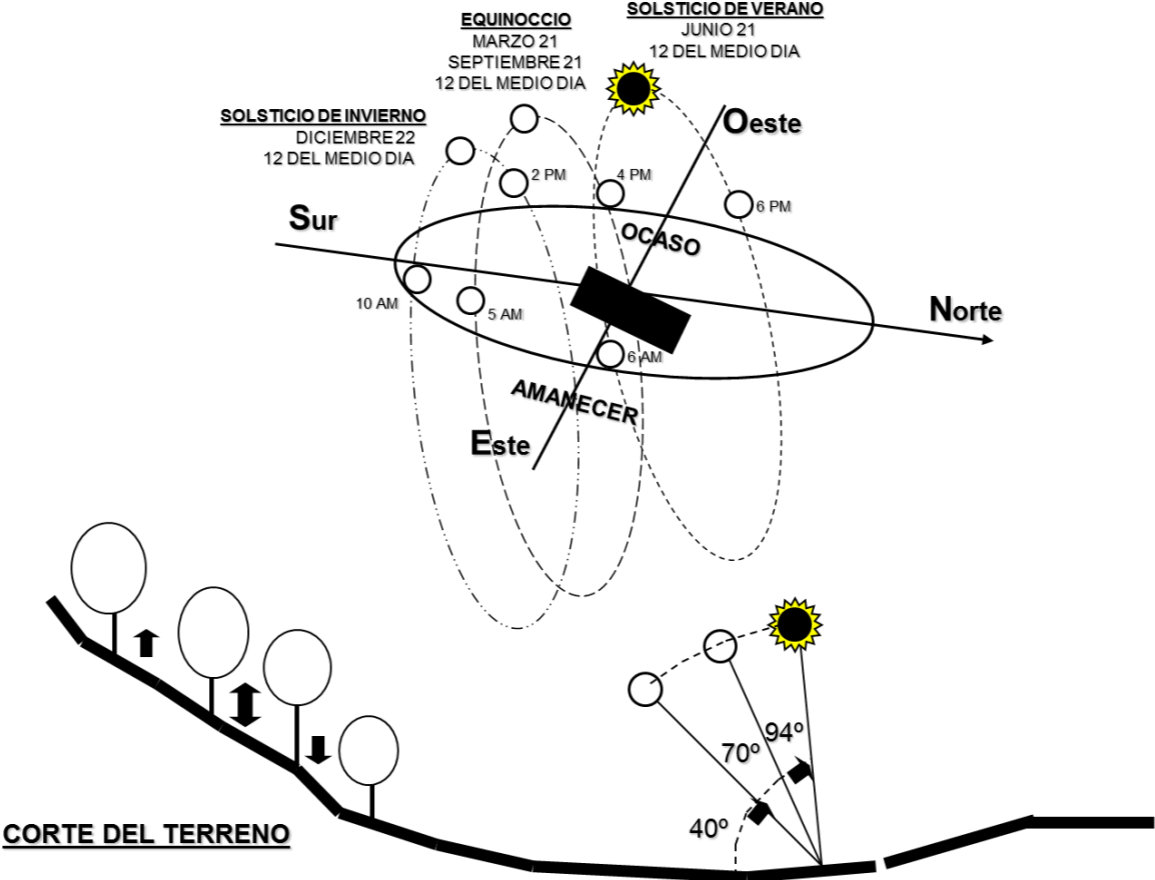 SOLSTICIO DE VERANO
JUNIO 21
12 DEL MEDIO DIA
EQUINOCCIO
MARZO 21
SEPTIEMBRE 21
12 DEL MEDIO DIA
SOLSTICIO DE INVIERNO
DICIEMBRE 22
12 DEL MEDIO DIA
Oeste
2 PM
4 PM
6 PM
Sur
OCASO
10 AM
5 AM
Norte
6 AM
AMANECER
Este
94º
70º
40º
CORTE DEL TERRENO